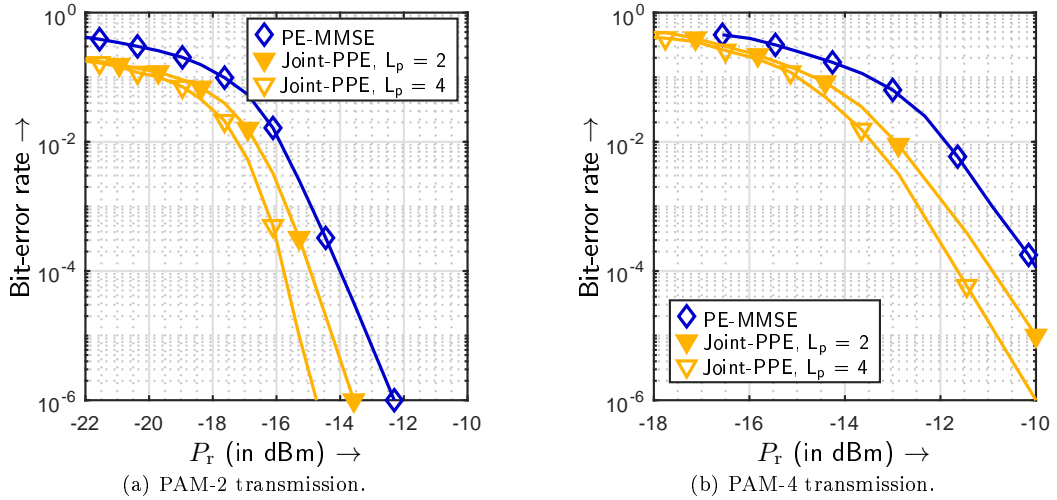 10^0
10^-2
10^-4
10^-6
Bit-error rate →
PE-MMSE
Joint-PPE, L_p = 2
Joint-PPE, L_p = 4
-22 -20 -18 -16 -14 -12 -10
P_r (in dBm) →
(a) PAM-2 transmission.
10^0
10^-2
10^-4
10^-6
Bit-error rate →
PE-MMSE
Joint-PPE, L_p = 2
Joint-PPE, L_p = 4
-18 -16 -14 -12 -10
P_r (in dBm) →
(b) PAM-4 transmission.